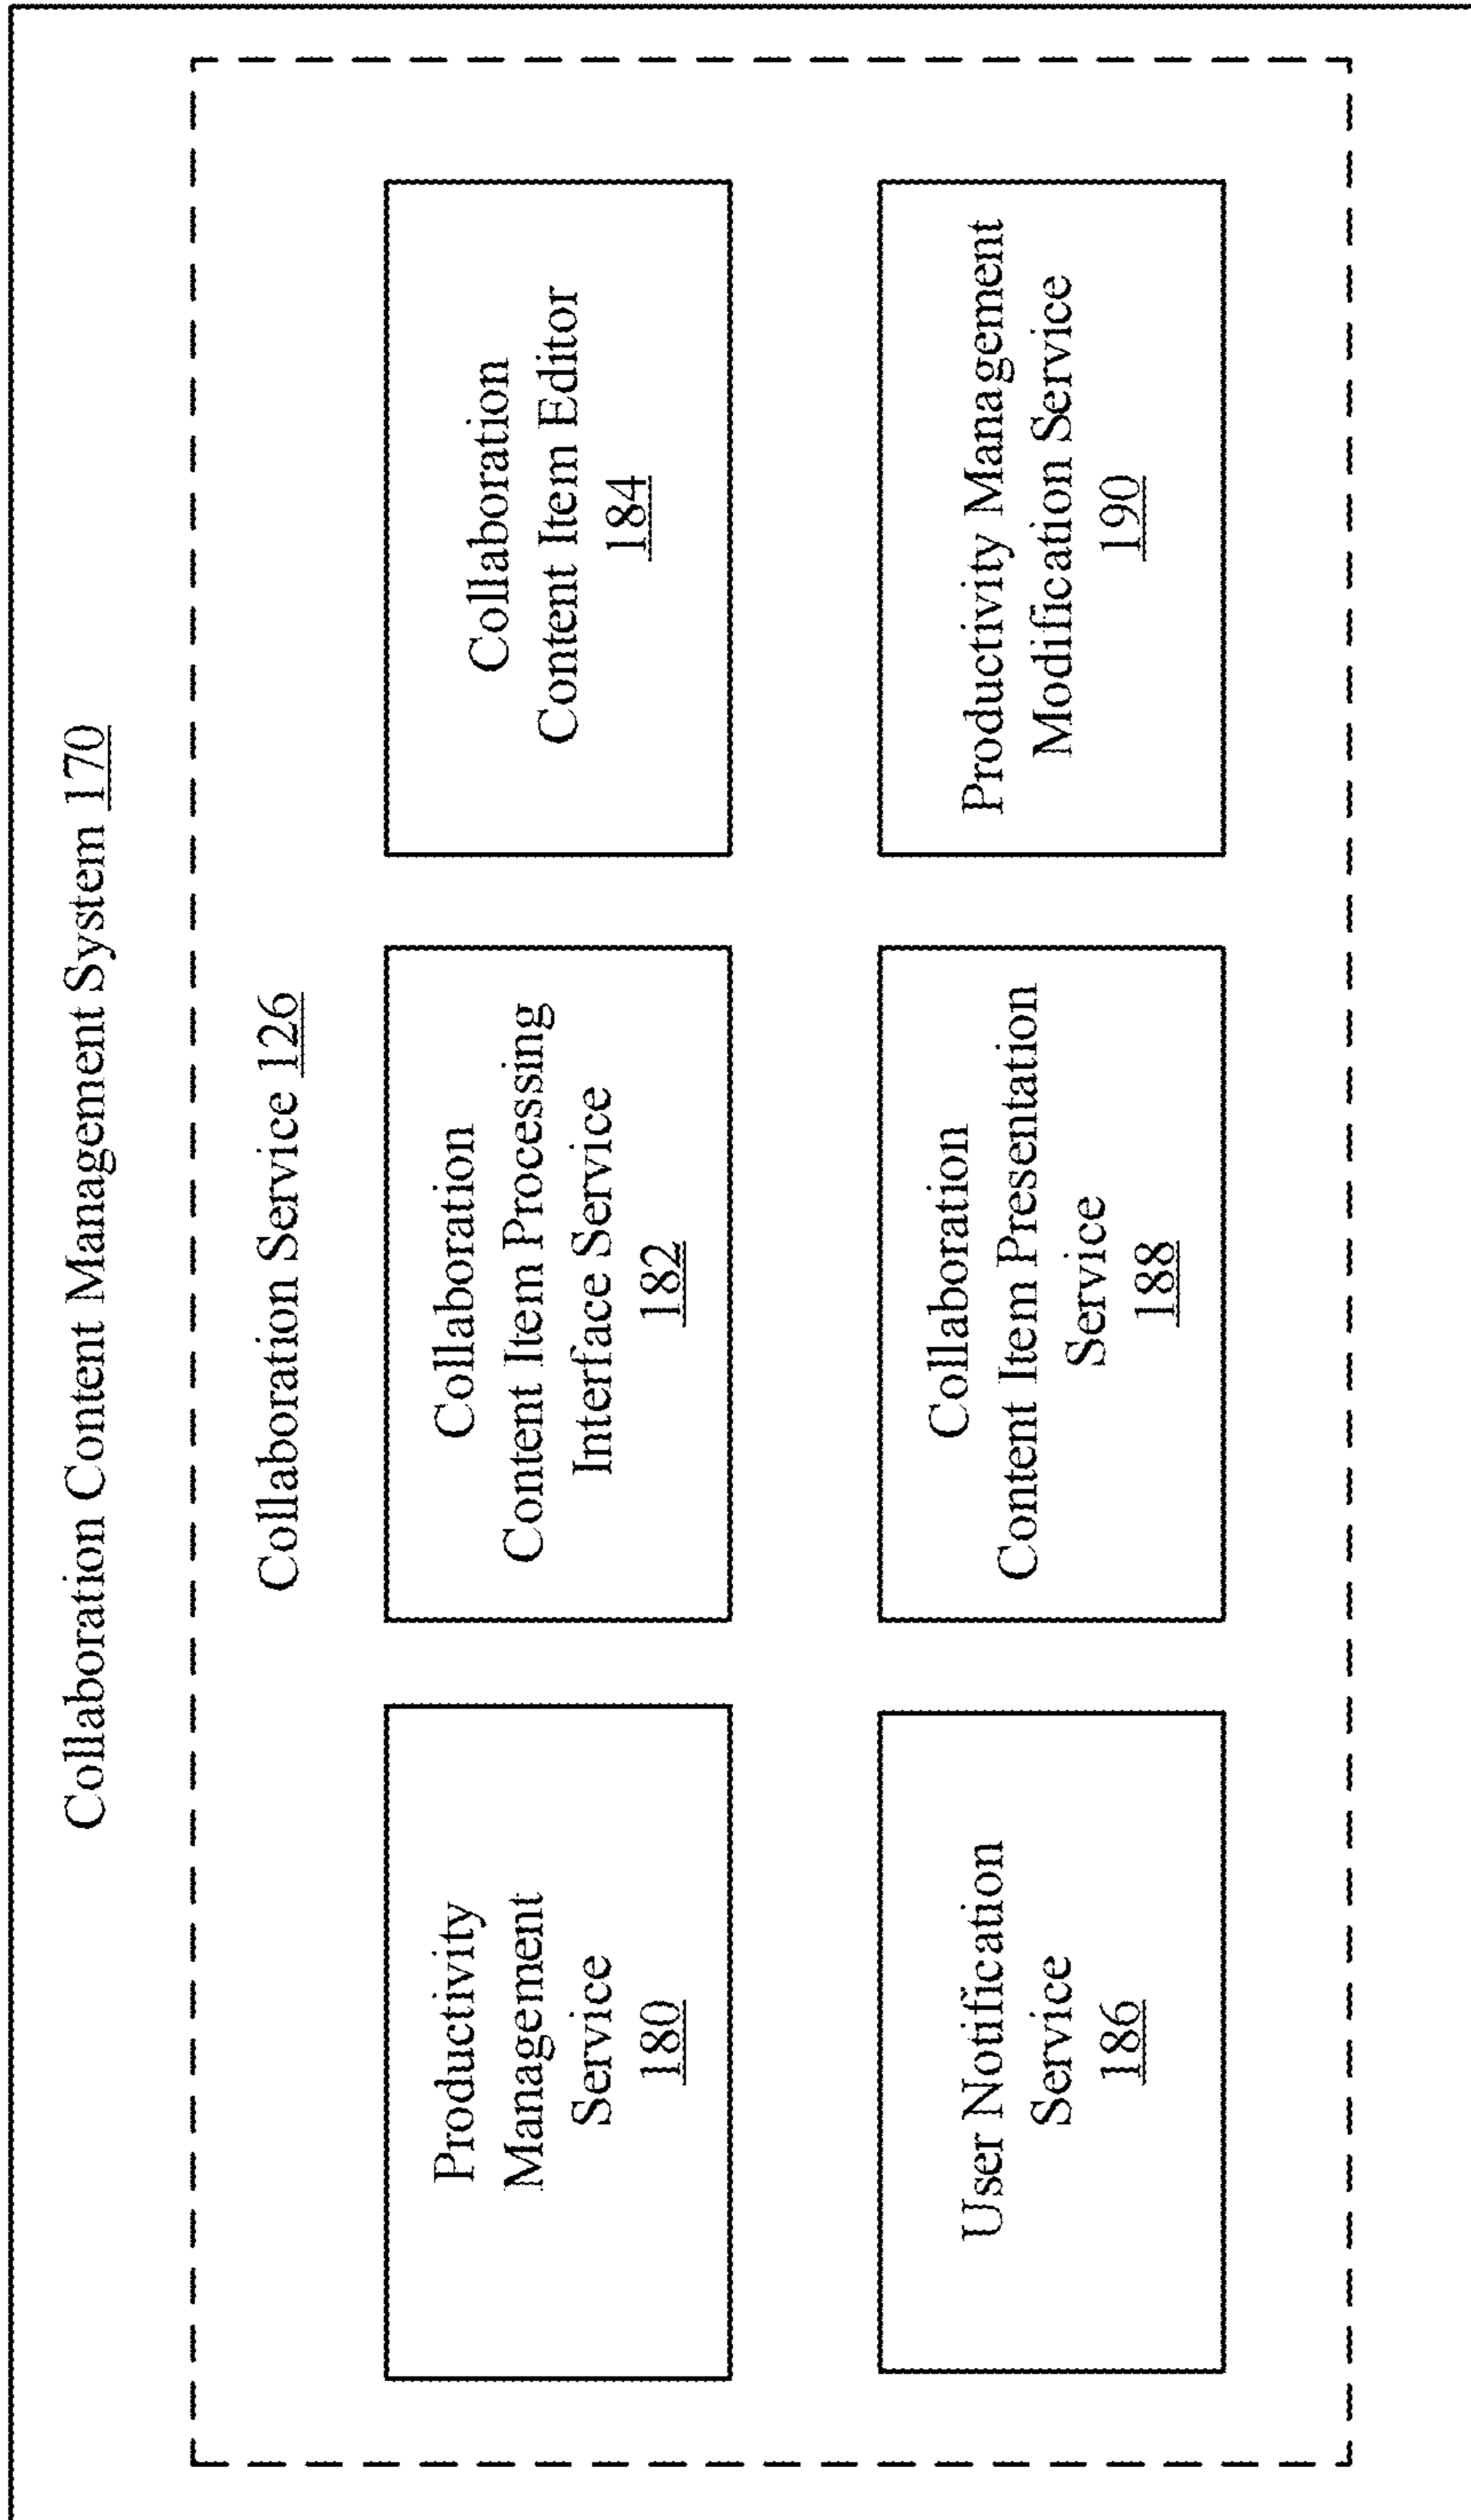 Collaboration Content Management System 170
Collaboration Service 126
Productivity
Management
Service
180
Collaboration
Content Item Processing
Interface Service
182
Collaboration
Content Item Editor
184
User Notification
Service
186
Collaboration
Content Item Presentation
Service
188
Productivity Management
Modification Service
190